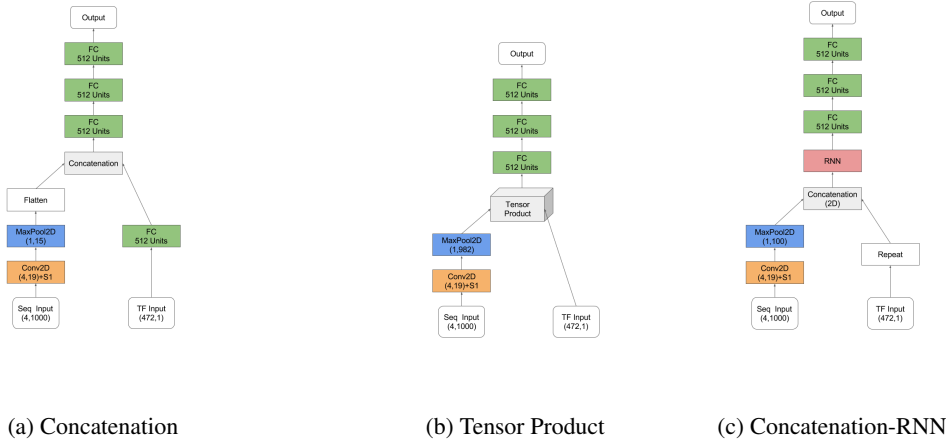 Output
FC
512 Units
FC
512 Units
FC
512 Units
Concatenation
Flatten
MaxPool2D
(1,15)
FC
512 Units
Conv2D
(4,19)+S1
Seq Input
(4,1000)
TF Input
(472,1)
(a) Concatenation
Output
FC
512 Units
FC
512 Units
FC
512 Units
Tensor
Product
MaxPool2D
(1,982)
Conv2D
(4,19)+S1
Seq Input
(4,1000)
TF Input
(472,1)
(b) Tensor Product
Output
FC
512 Units
FC
512 Units
FC
512 Units
RNN
Concatenation
(2D)
MaxPool2D
(1,100)
Repeat
Conv2D
(4,19)+S1
Seq Input
(4,1000)
TF Input
(472,1)
(c) Concatenation-RNN